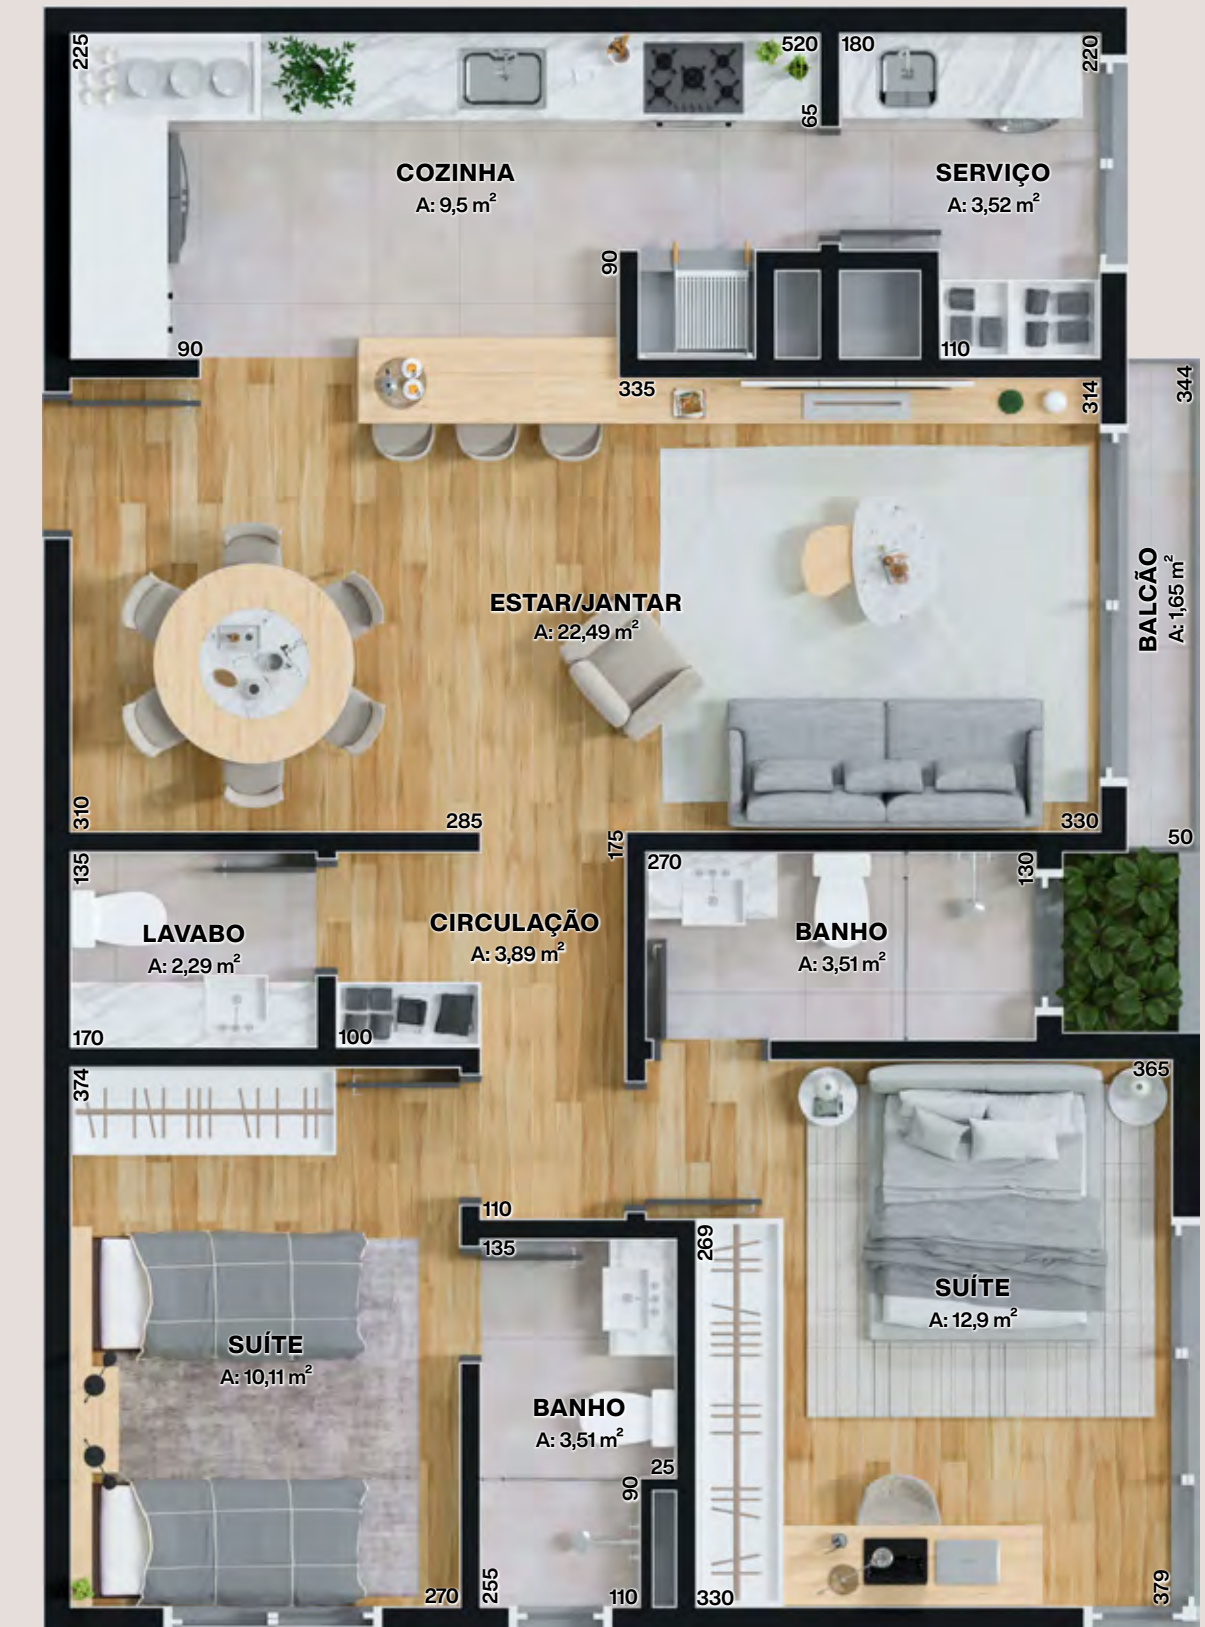 225
520
180
220
65
COZINHA
A: 9,5 m²
SERVIÇO
A: 3,52 m²
90
90
110
335
314
344
ESTAR/JANTAR
A: 22,49 m²
BALCÃO
A: 1,65 m²
310
285
330
50
175
135
270
130
LAVABO
A: 2,29 m²
CIRCULAÇÃO
A: 3,89 m²
BANHO
A: 3,51 m²
170
100
374
365
110
135
269
SUÍTE
A: 12,9 m²
SUÍTE
A: 10,11 m²
BANHO
A: 3,51 m²
25
90
270
255
110
330
379